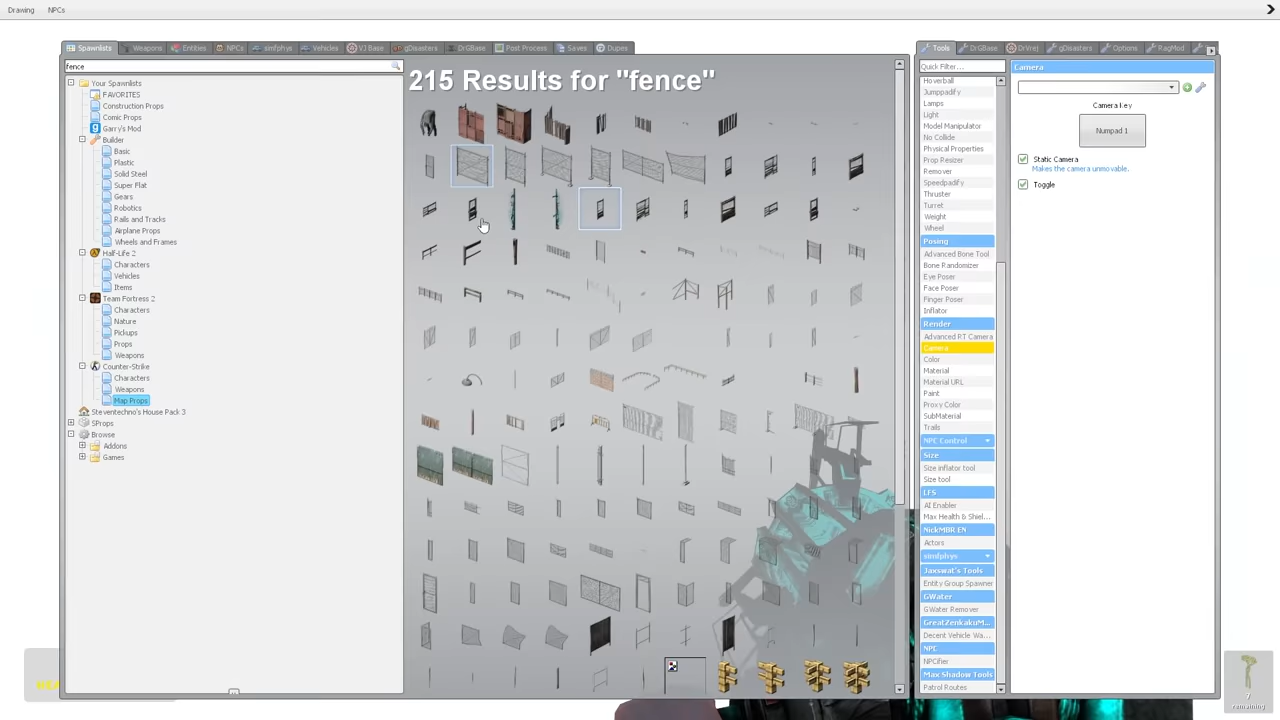 Drawing NPCs
Spawnlists Weapons Entities NPCs simfphys Vehicles VJ Base gDisasters DrGBase Post Process Saves Dupes
Tools DrGBase DrVrej gDisasters Options RagMod
fence
Your Spawnlists
FAVORITES
Construction Props
Comic Props
Garry's Mod
Builder
Basic
Plastic
Solid Steel
Super Flat
Gears
Robotics
Rails and Tracks
Airplane Props
Wheels and Frames
Half-Life 2
Characters
Vehicles
Items
Team Fortress 2
Characters
Nature
Pickups
Props
Weapons
Counter-Strike
Characters
Weapons
Map Props
Steventechno's House Pack 3
SProps
Browse
Addons
Games
215 Results for "fence"
Quick Filter...
Hoverball
Jumppadify
Lamps
Light
Model Manipulator
No Collide
Physical Properties
Prop Resizer
Remover
Speedpadify
Thruster
Turret
Weight
Wheel
Posing
Advanced Bone Tool
Bone Randomizer
Eye Poser
Face Poser
Finger Poser
Inflator
Render
Advanced RT Camera
Camera
Color
Material
Material URL
Paint
Proxy Color
SubMaterial
Trails
NPC Control
Size
Size inflator tool
Size tool
LFS
AI Enabler
Max Health & Shiel...
NickMBR EN
Actors
simfphys
Jaxswat's Tools
Entity Group Spawner
GWater
GWater Remover
GreatZenkakuM...
Decent Vehicle Wa...
NPC
NPCifier
Max Shadow Tools
Patrol Routes
Camera
Camera Key
Numpad 1
Static Camera
Makes the camera unmovable.
Toggle
remaining